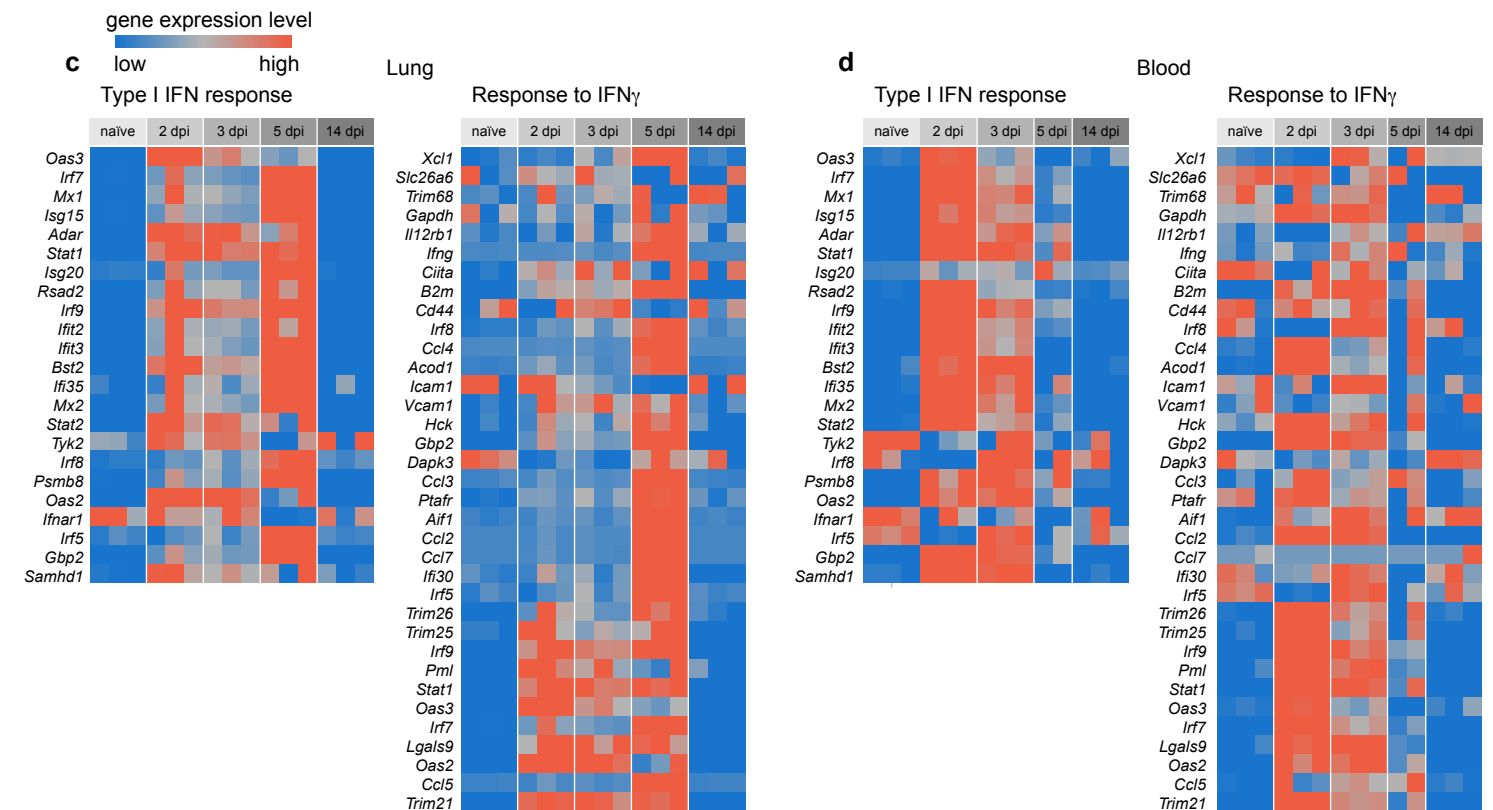 gene expression level
low high
c Lung
Type I IFN response Response to IFNγ
naïve 2 dpi 3 dpi 5 dpi 14 dpi
Oas3
Irf7
Mx1
Isg15
Adar
Stat1
Isg20
Rsad2
Irf9
Ifit2
Ifit3
Bst2
Ifi35
Mx2
Stat2
Tyk2
Irf8
Psmb8
Oas2
Ifnar1
Irf5
Gbp2
Samhd1
naïve 2 dpi 3 dpi 5 dpi 14 dpi
Xcl1
Slc26a6
Trim68
Gapdh
Il12rb1
Ifng
Ciita
B2m
Cd44
Irf8
Ccl4
Acod1
Icam1
Vcam1
Hck
Gbp2
Dapk3
Ccl3
Ptafr
Aif1
Ccl2
Ccl7
Ifi30
Irf5
Trim26
Trim25
Irf9
Pml
Stat1
Oas3
Irf7
Lgals9
Oas2
Ccl5
Trim21
d Blood
Type I IFN response Response to IFNγ
naïve 2 dpi 3 dpi 5 dpi 14 dpi
Oas3
Irf7
Mx1
Isg15
Adar
Stat1
Isg20
Rsad2
Irf9
Ifit2
Ifit3
Bst2
Ifi35
Mx2
Stat2
Tyk2
Irf8
Psmb8
Oas2
Ifnar1
Irf5
Gbp2
Samhd1
naïve 2 dpi 3 dpi 5 dpi 14 dpi
Xcl1
Slc26a6
Trim68
Gapdh
Il12rb1
Ifng
Ciita
B2m
Cd44
Irf8
Ccl4
Acod1
Icam1
Vcam1
Hck
Gbp2
Dapk3
Ccl3
Ptafr
Aif1
Ccl2
Ccl7
Ifi30
Irf5
Trim26
Trim25
Irf9
Pml
Stat1
Oas3
Irf7
Lgals9
Oas2
Ccl5
Trim21